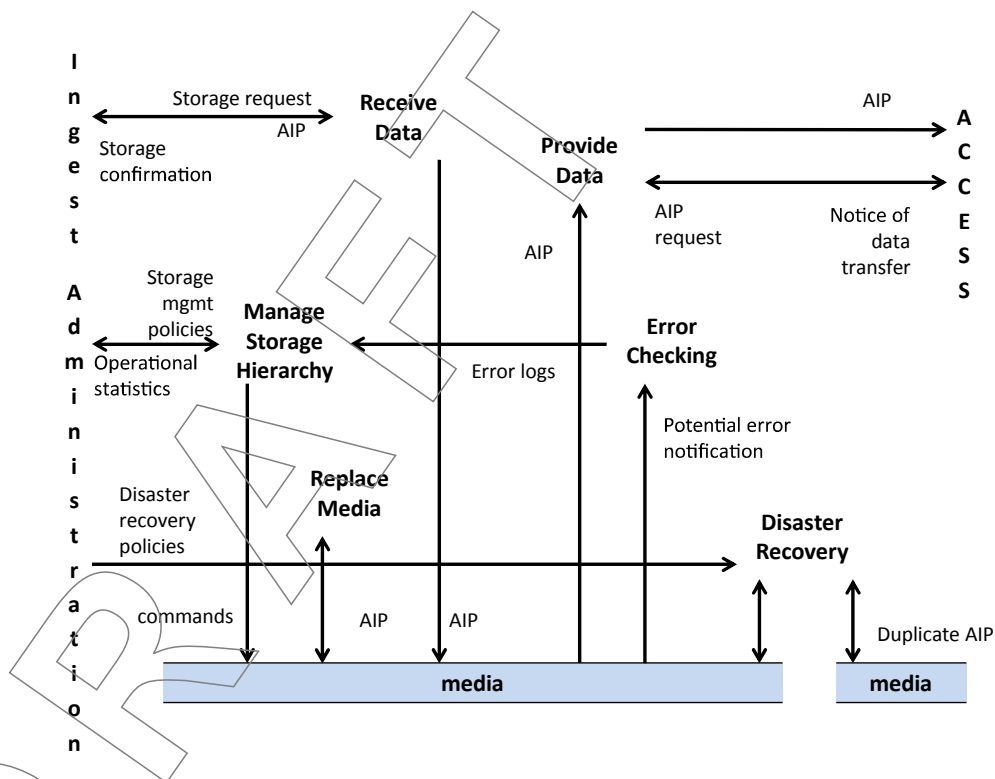 Ingest
Storage request
AIP
Storage
confirmation
Receive
Data
Provide
Data
AIP
ACCESS
AIP
request
Notice of
data
transfer
AIP
Administration
Storage
mgmt
policies
Operational
statistics
Manage
Storage
Hierarchy
Error logs
Error
Checking
Potential error
notification
Replace
Media
Disaster
recovery
policies
Disaster
Recovery
commands
AIP
AIP
Duplicate AIP
media
media